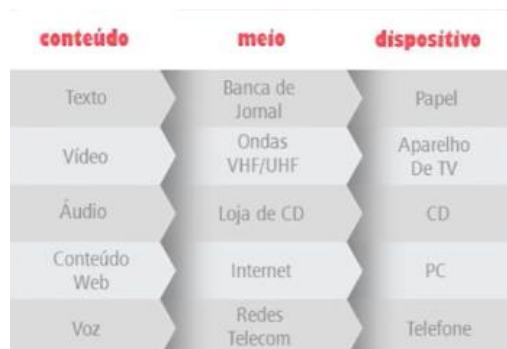 conteúdo meio dispositivo
Texto Banca de Jornal Papel
Vídeo Ondas VHF/UHF Aparelho De TV
Áudio Loja de CD CD
Conteúdo Web Internet PC
Voz Redes Telecom Telefone